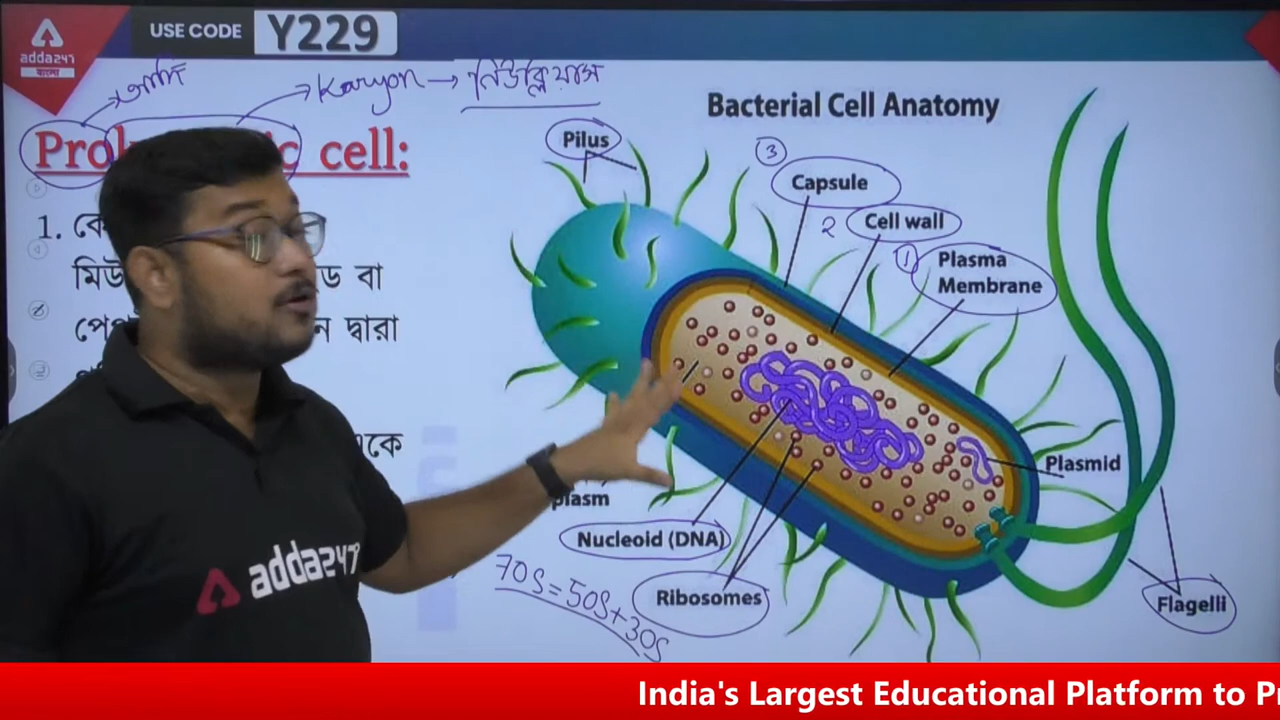 adda247
বাংলা
USE CODE Y229
আদি
Karyon → নিউক্লিয়াস
cell:
Bacterial Cell Anatomy
Pilus
3
Capsule
2 Cell wall
1 Plasma
Membrane
1.
ড বা
ন দ্বারা
একে
Plasmid
plasm
Nucleoid (DNA)
70S = 50S + 30S
Ribosomes
Flagelli
adda247
India's Largest Educational Platform to Pr